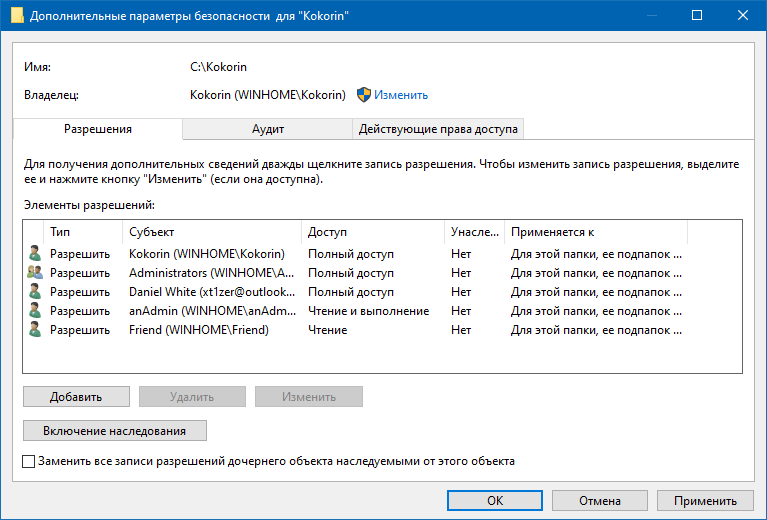 Дополнительные параметры безопасности для "Kokorin"
Имя: C:\Kokorin
Владелец: Kokorin (WINHOME\Kokorin) Изменить
Разрешения Аудит Действующие права доступа
Для получения дополнительных сведений дважды щелкните запись разрешения. Чтобы изменить запись разрешения, выделите
ее и нажмите кнопку "Изменить" (если она доступна).
Элементы разрешений:
Тип Субъект Доступ Унасле... Применяется к
Разрешить Kokorin (WINHOME\Kokorin) Полный доступ Нет Для этой папки, ее подпапок ...
Разрешить Administrators (WINHOME\A... Полный доступ Нет Для этой папки, ее подпапок ...
Разрешить Daniel White (xt1zer@outlook... Полный доступ Нет Для этой папки, ее подпапок ...
Разрешить anAdmin (WINHOME\anAdm... Чтение и выполнение Нет Для этой папки, ее подпапок ...
Разрешить Friend (WINHOME\Friend) Чтение Нет Для этой папки, ее подпапок ...
Добавить Удалить Изменить
Включение наследования
Заменить все записи разрешений дочернего объекта наследуемыми от этого объекта
ОК Отмена Применить